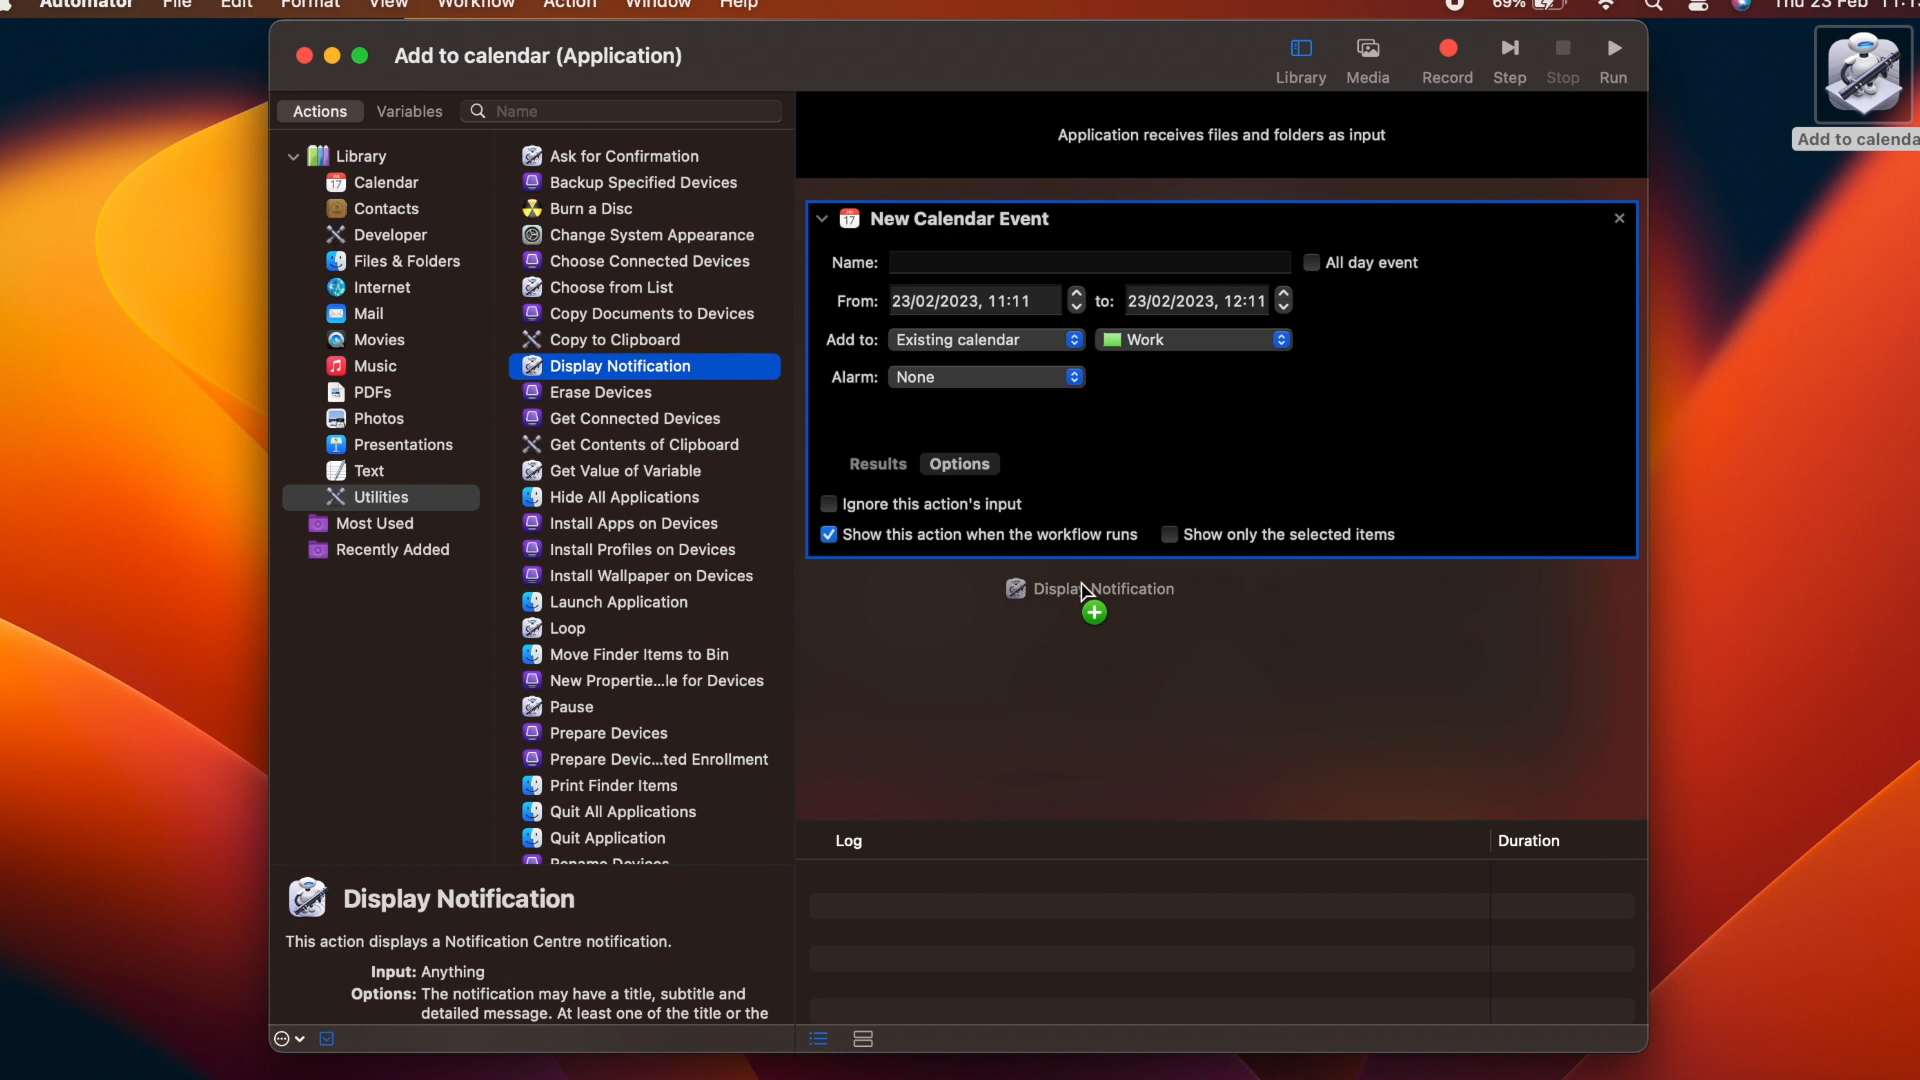 Automator File Edit Format View Workflow Action Window Help 69% Thu 23 Feb
Add to calendar (Application)
Library Media Record Step Stop Run
Add to calenda
Actions Variables Name
Application receives files and folders as input
Library
Calendar
Contacts
Developer
Files & Folders
Internet
Mail
Movies
Music
PDFs
Photos
Presentations
Text
Utilities
Most Used
Recently Added
Ask for Confirmation
Backup Specified Devices
Burn a Disc
Change System Appearance
Choose Connected Devices
Choose from List
Copy Documents to Devices
Copy to Clipboard
Display Notification
Erase Devices
Get Connected Devices
Get Contents of Clipboard
Get Value of Variable
Hide All Applications
Install Apps on Devices
Install Profiles on Devices
Install Wallpaper on Devices
Launch Application
Loop
Move Finder Items to Bin
New Propertie...le for Devices
Pause
Prepare Devices
Prepare Devic...ted Enrollment
Print Finder Items
Quit All Applications
Quit Application
Rename Devices
17 New Calendar Event
Name: All day event
From: 23/02/2023, 11:11 to: 23/02/2023, 12:11
Add to: Existing calendar Work
Alarm: None
Results Options
Ignore this action's input
Show this action when the workflow runs Show only the selected items
Display Notification
Log Duration
Display Notification
This action displays a Notification Centre notification.
Input: Anything
Options: The notification may have a title, subtitle and
detailed message. At least one of the title or the